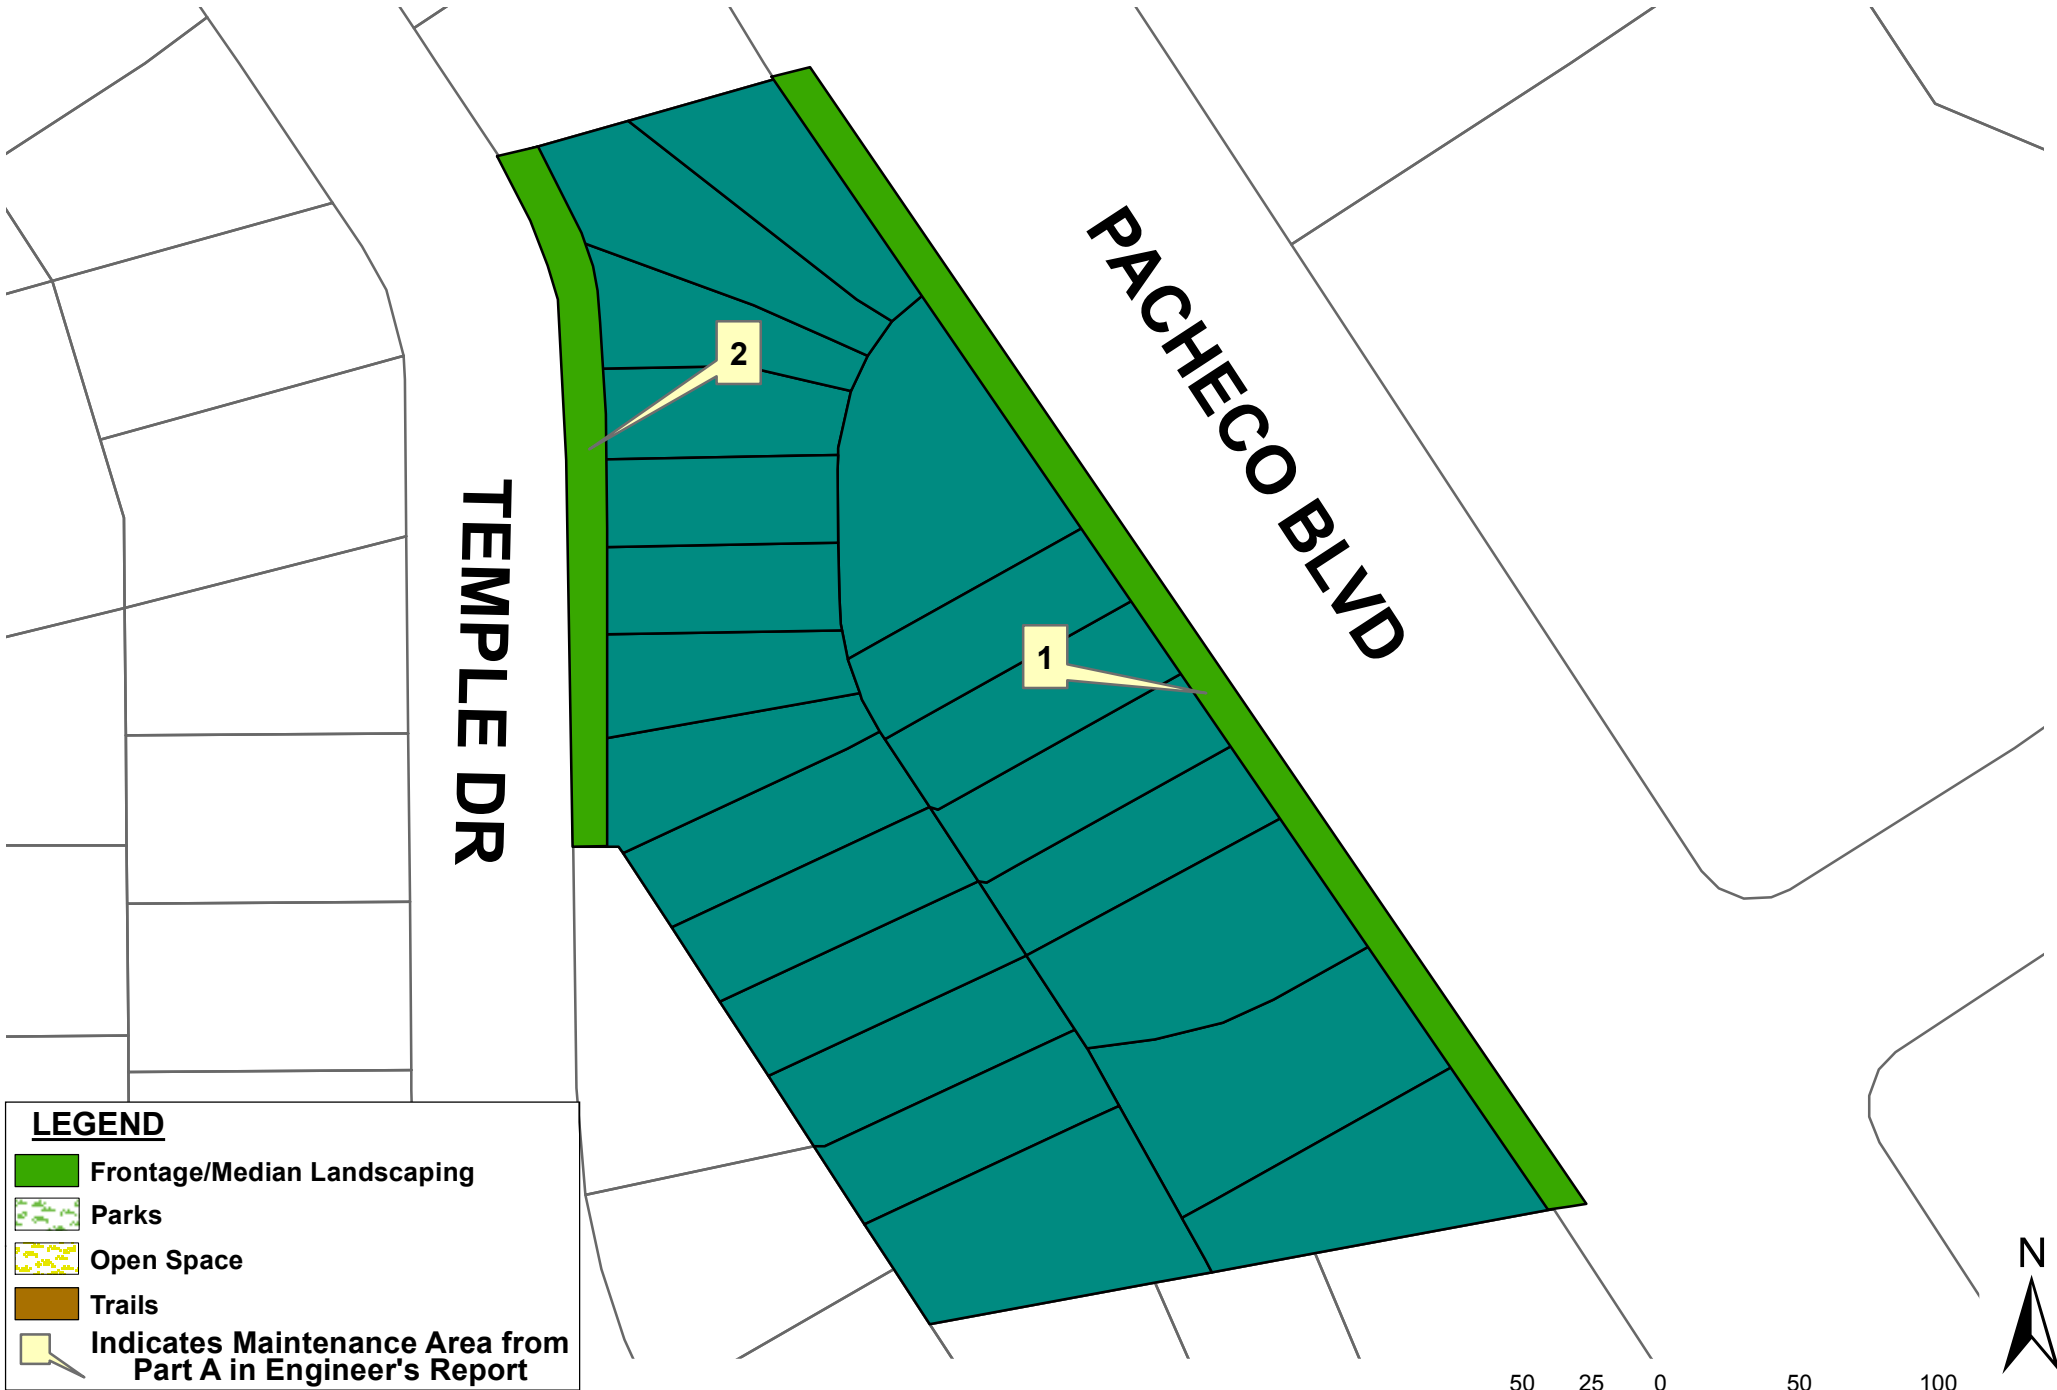 PACHECO BLVD
2
TEMPLE DR
1
LEGEND
Frontage/Median Landscaping
Parks
Open Space
Trails
Indicates Maintenance Area from
Part A in Engineer's Report
N
50 25 0 50 100